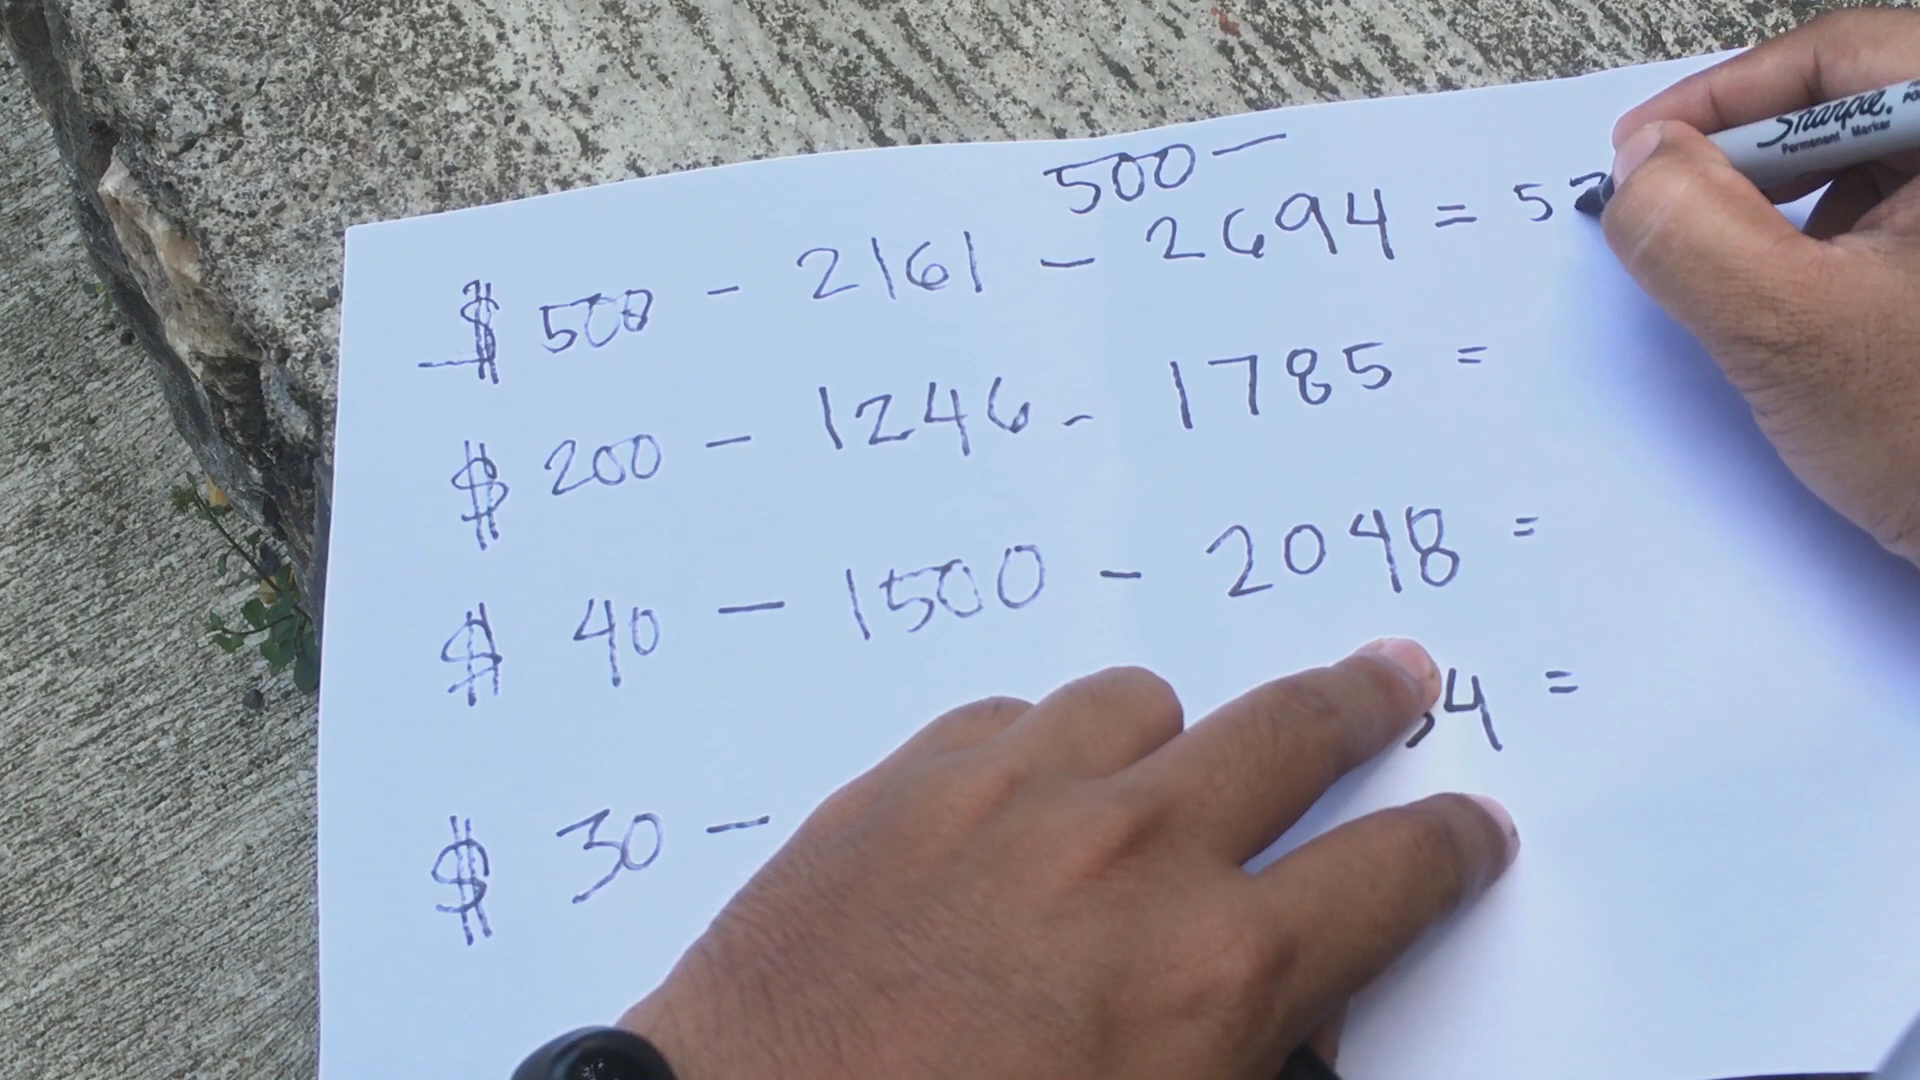 500 —
$ 500 - 2161 - 2694 = 5
$ 200 - 1246 - 1785 =
$ 40 - 1500 - 2048 =
4 =
$ 30 -
Sharpie.
Permanent Marker